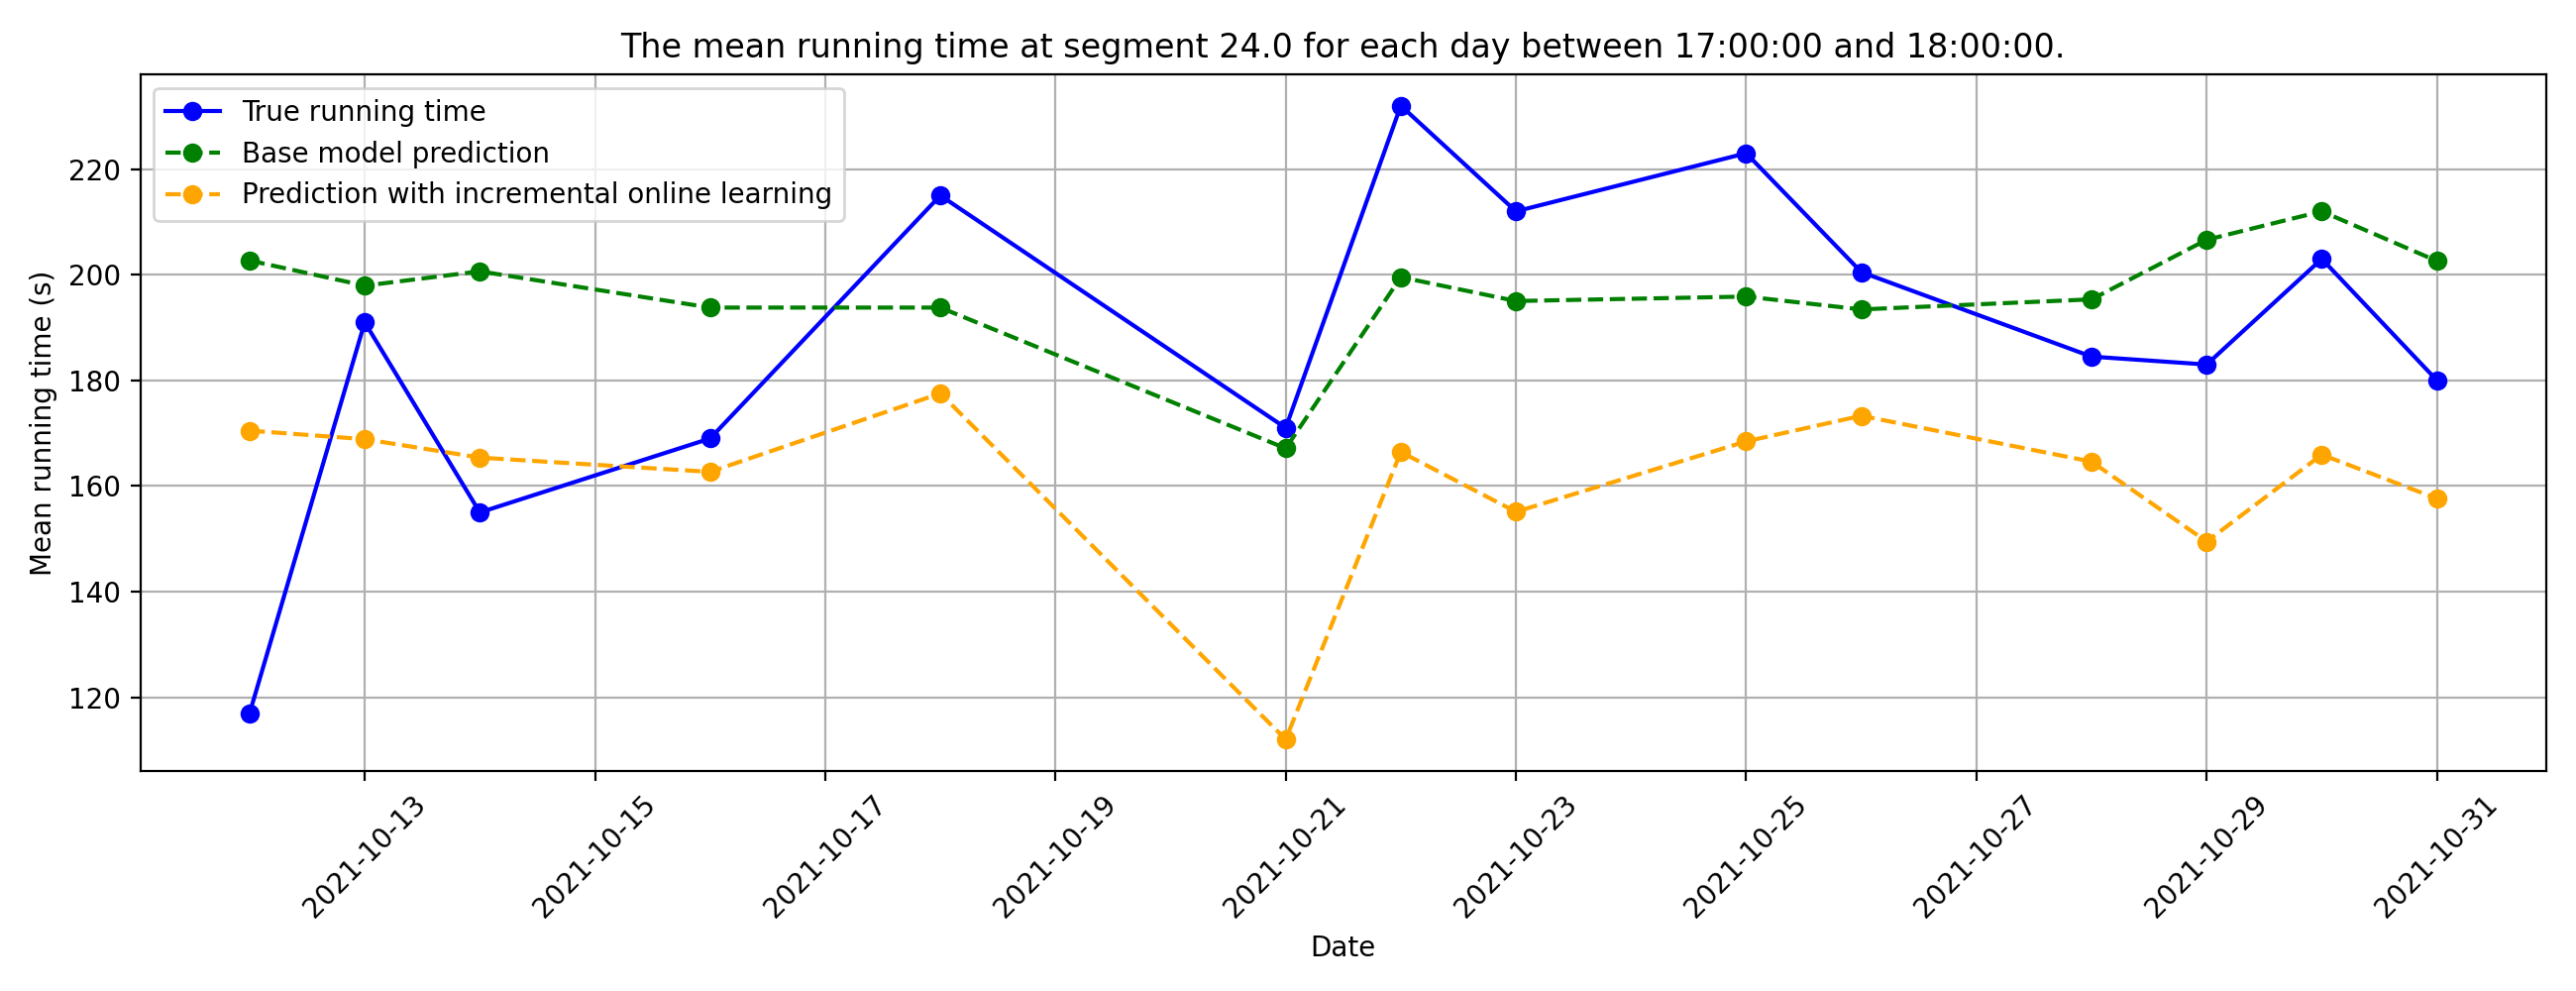 The mean running time at segment 24.0 for each day between 17:00:00 and 18:00:00.
True running time
Base model prediction
Prediction with incremental online learning
Mean running time (s)
220
200
180
160
140
120
2021-10-13
2021-10-15
2021-10-17
2021-10-19
2021-10-21
2021-10-23
2021-10-25
2021-10-27
2021-10-29
2021-10-31
Date